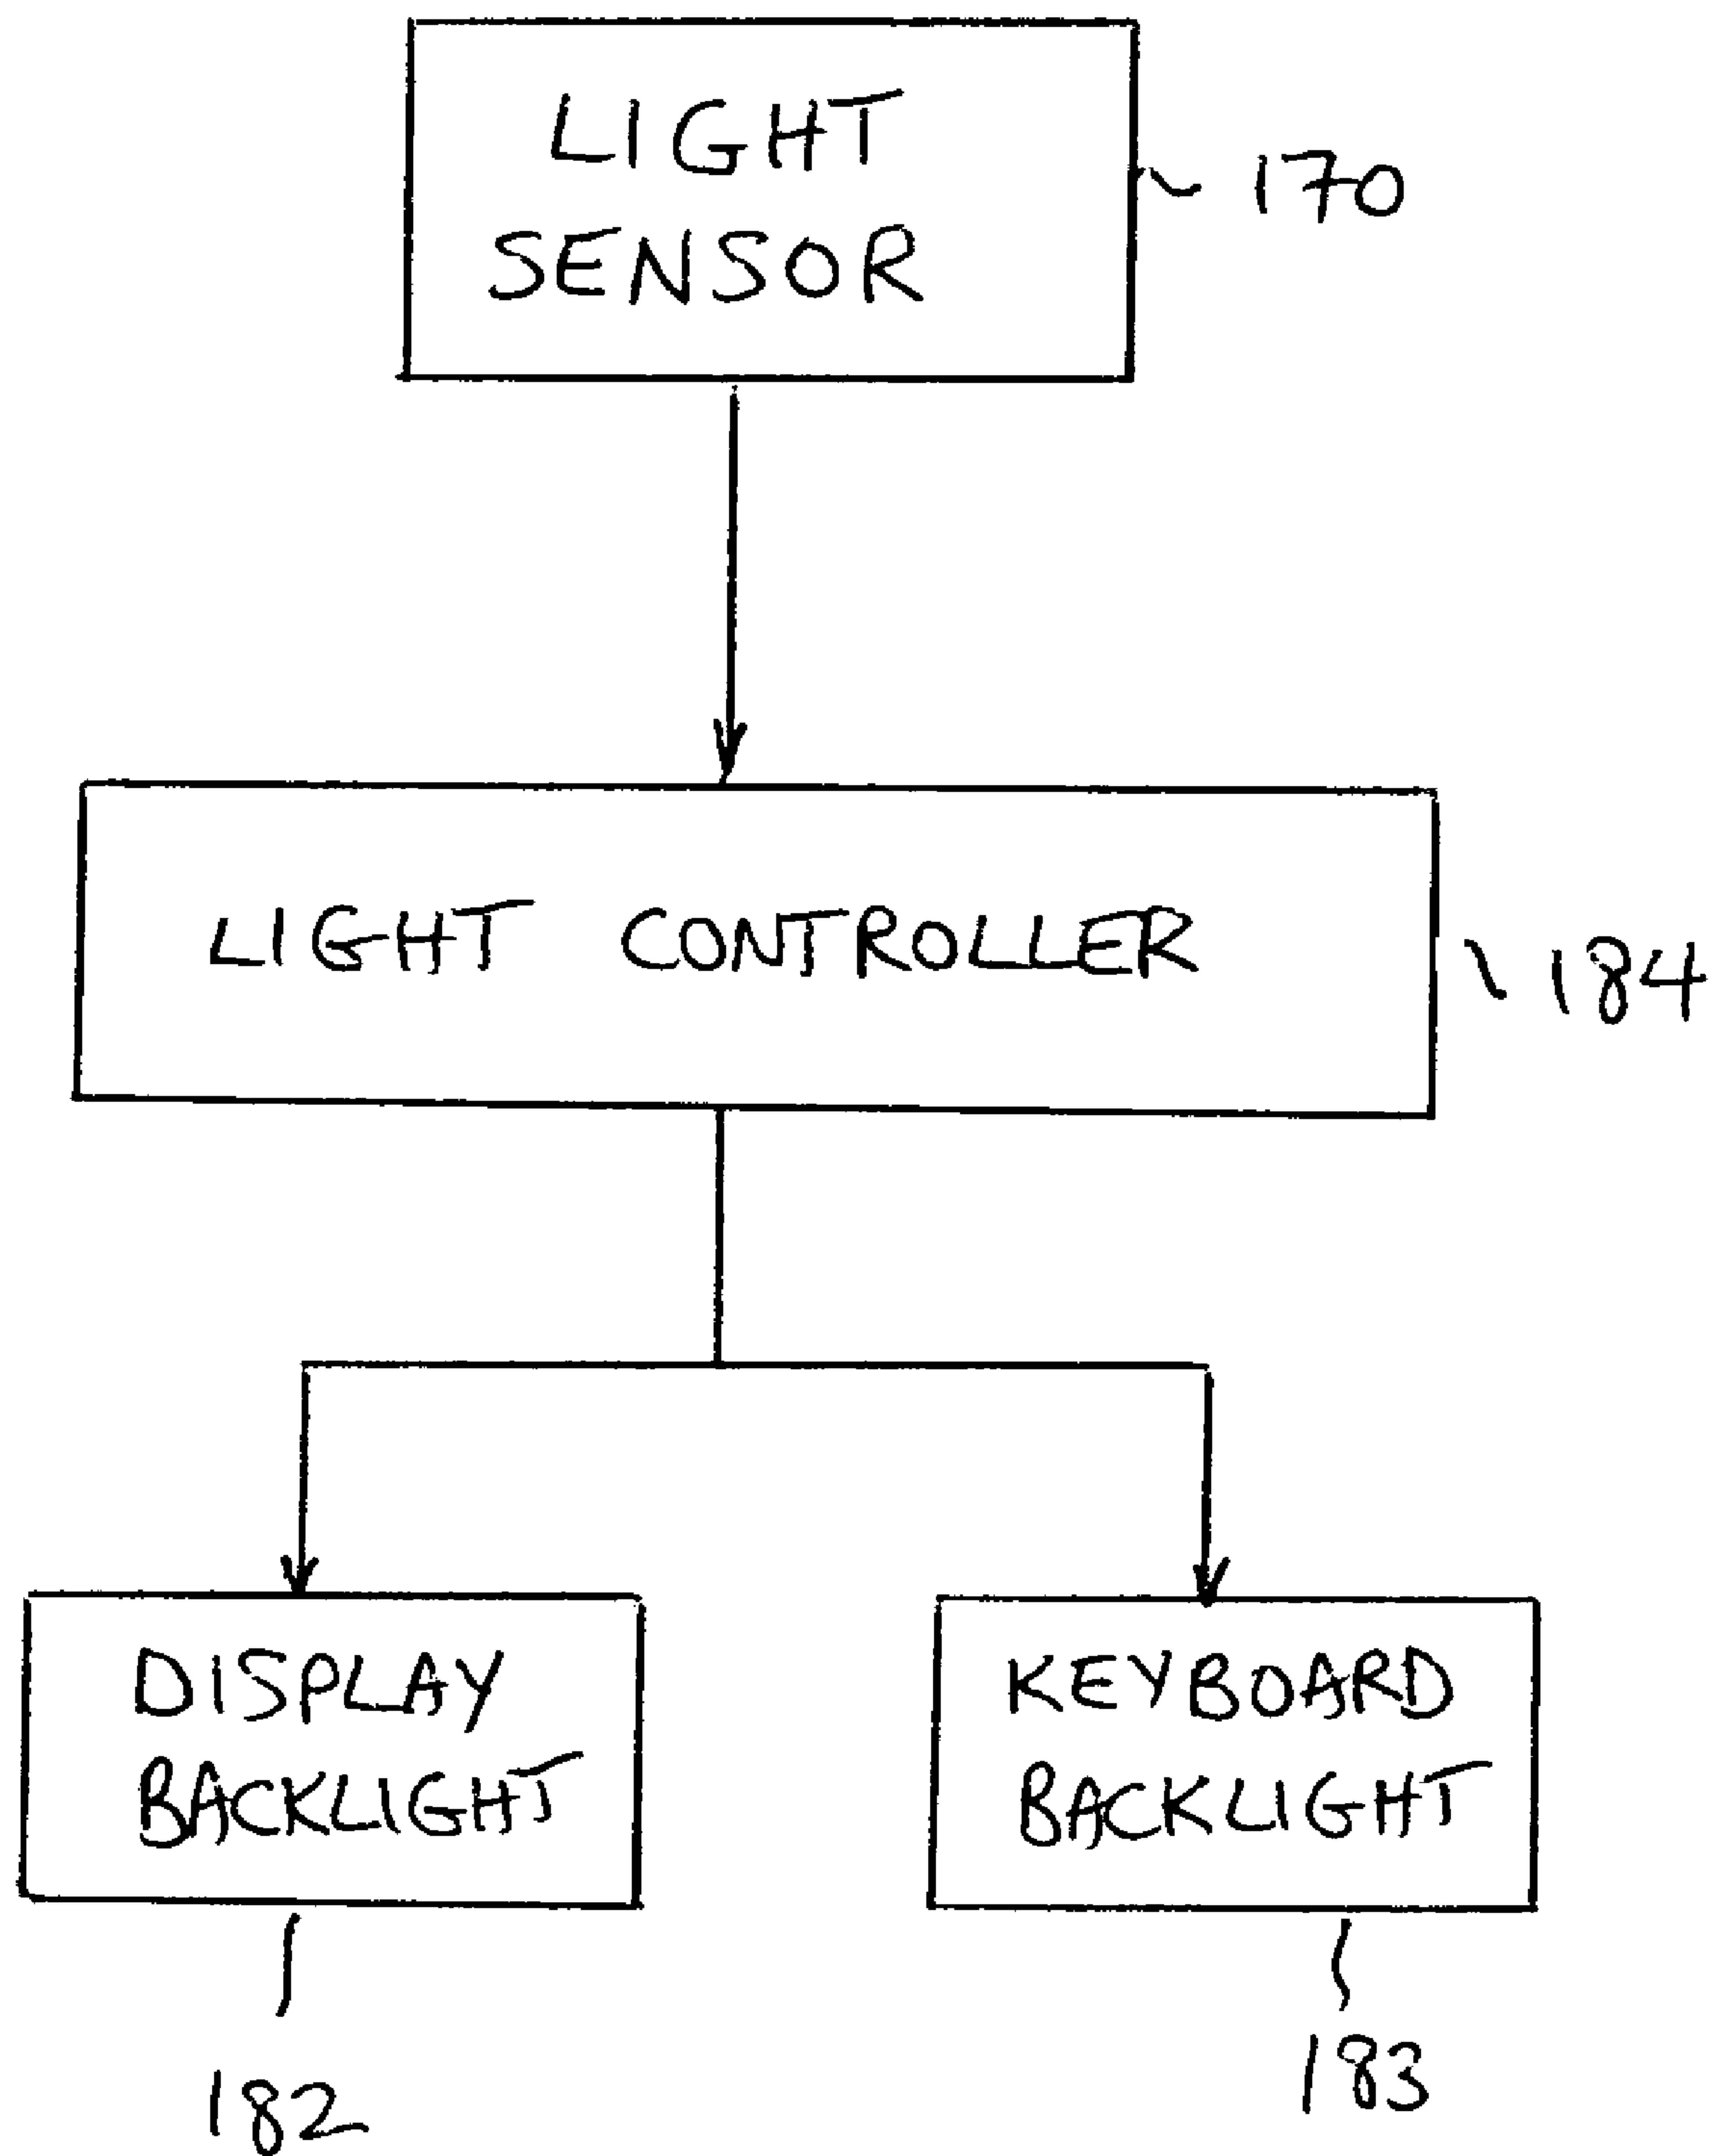 LIGHT
SENSOR
170
LIGHT CONTROLLER
184
DISPLAY
BACKLIGHT
182
KEYBOARD
BACKLIGHT
183